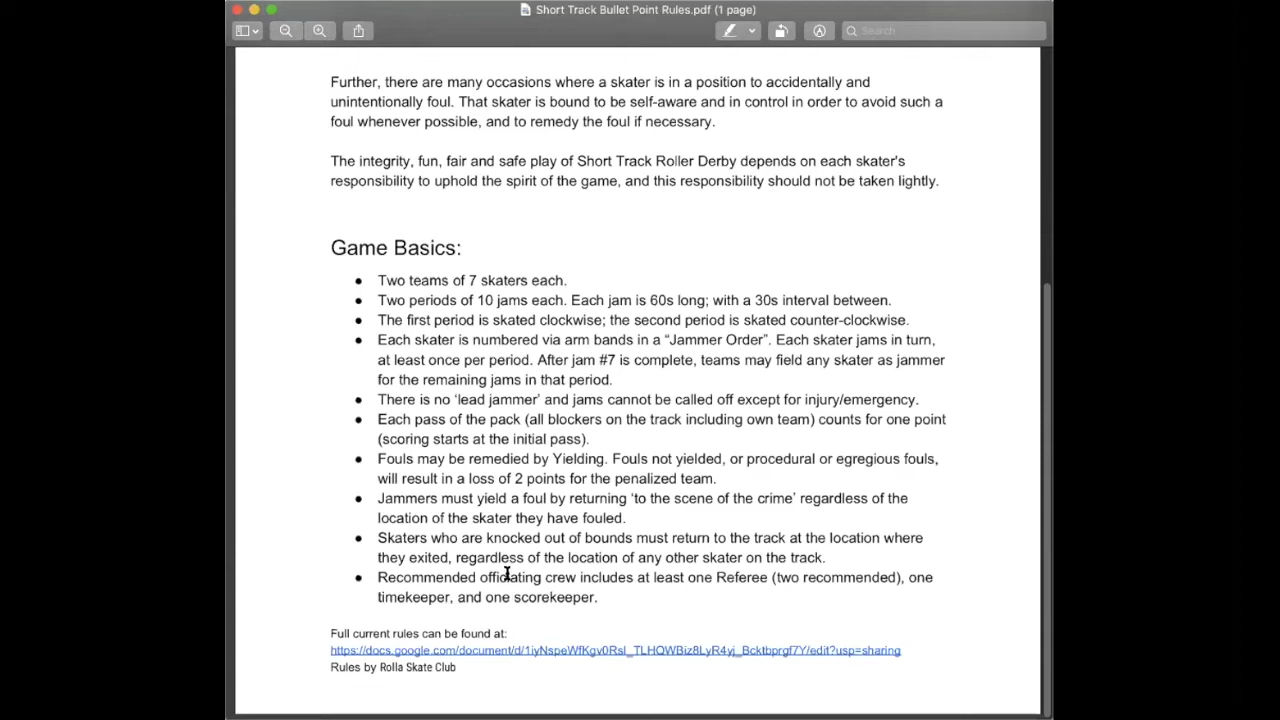 Short Track Bullet Point Rules.pdf (1 page)
Search
Further, there are many occasions where a skater is in a position to accidentally and
unintentionally foul. That skater is bound to be self-aware and in control in order to avoid such a
foul whenever possible, and to remedy the foul if necessary.
The integrity, fun, fair and safe play of Short Track Roller Derby depends on each skater's
responsibility to uphold the spirit of the game, and this responsibility should not be taken lightly.
Game Basics:
● Two teams of 7 skaters each.
● Two periods of 10 jams each. Each jam is 60s long; with a 30s interval between.
● The first period is skated clockwise; the second period is skated counter-clockwise.
● Each skater is numbered via arm bands in a “Jammer Order”. Each skater jams in turn,
at least once per period. After jam #7 is complete, teams may field any skater as jammer
for the remaining jams in that period.
● There is no ‘lead jammer’ and jams cannot be called off except for injury/emergency.
● Each pass of the pack (all blockers on the track including own team) counts for one point
(scoring starts at the initial pass).
● Fouls may be remedied by Yielding. Fouls not yielded, or procedural or egregious fouls,
will result in a loss of 2 points for the penalized team.
● Jammers must yield a foul by returning ‘to the scene of the crime’ regardless of the
location of the skater they have fouled.
● Skaters who are knocked out of bounds must return to the track at the location where
they exited, regardless of the location of any other skater on the track.
● Recommended officiating crew includes at least one Referee (two recommended), one
timekeeper, and one scorekeeper.
Full current rules can be found at:
https://docs.google.com/document/d/1iyNspeWfKgv0RsI_TLHQWBiz8LyR4yj_Bcktbprgf7Y/edit?usp=sharing
Rules by Rolla Skate Club